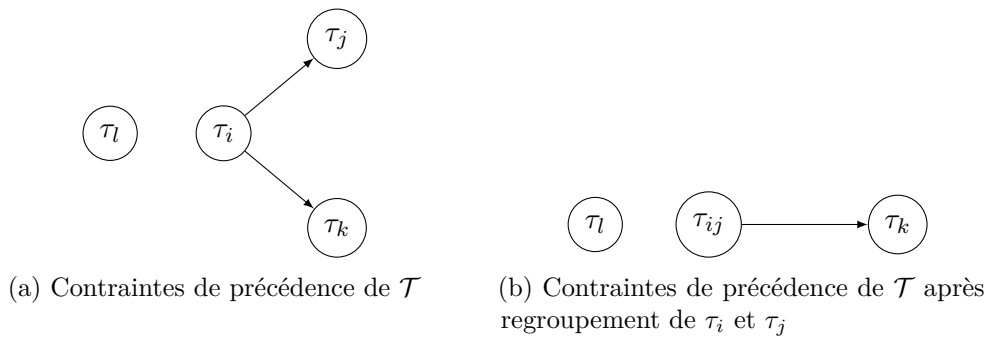 τj
τl
τi
τk
τl
τij
τk
(a) Contraintes de précédence de 𝒯
(b) Contraintes de précédence de 𝒯 après
regroupement de τi et τj